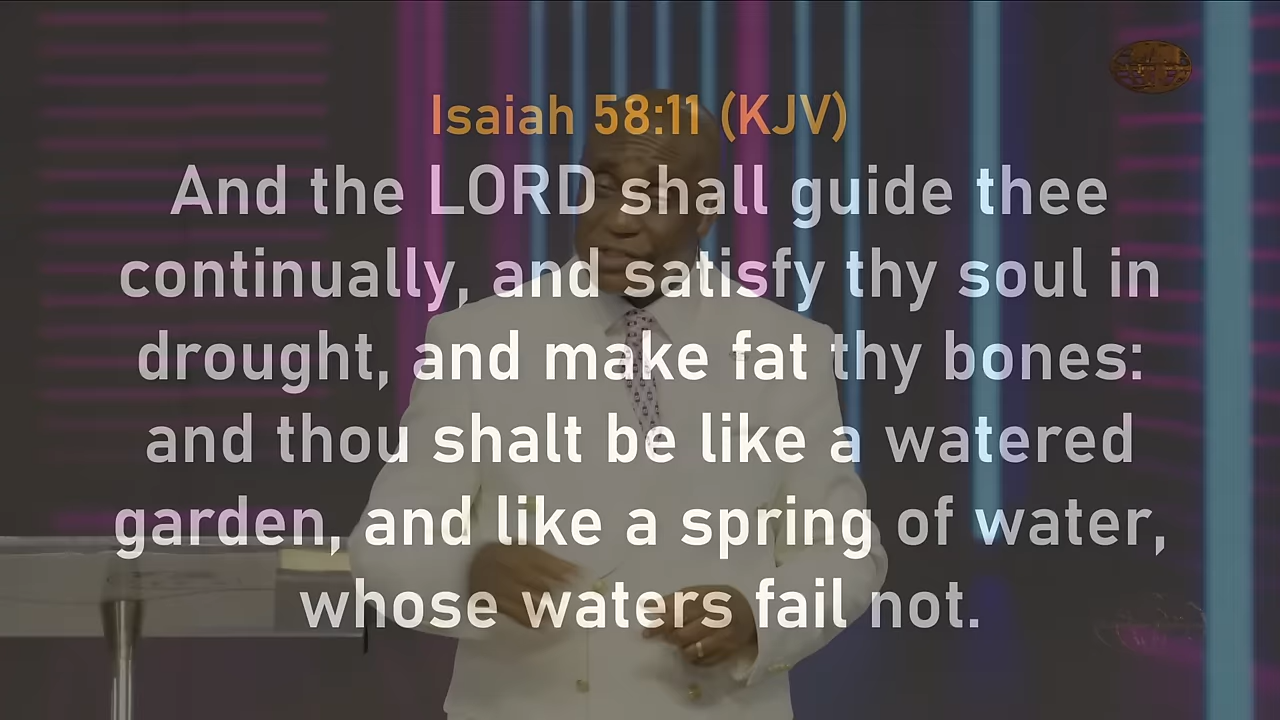 Isaiah 58:11 (KJV)
And the LORD shall guide thee
continually, and satisfy thy soul in
drought, and make fat thy bones:
and thou shalt be like a watered
garden, and like a spring of water,
whose waters fail not.